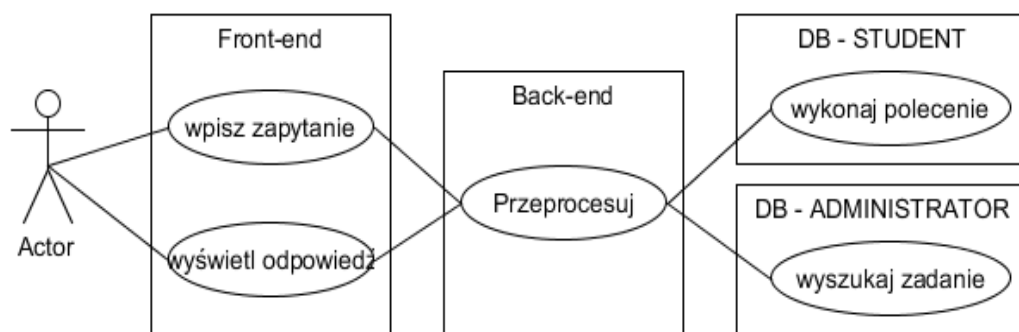 Front-end
wpisz zapytanie
wyświetl odpowiedź
Actor
Back-end
Przeprocesuj
DB - STUDENT
wykonaj polecenie
DB - ADMINISTRATOR
wyszukaj zadanie